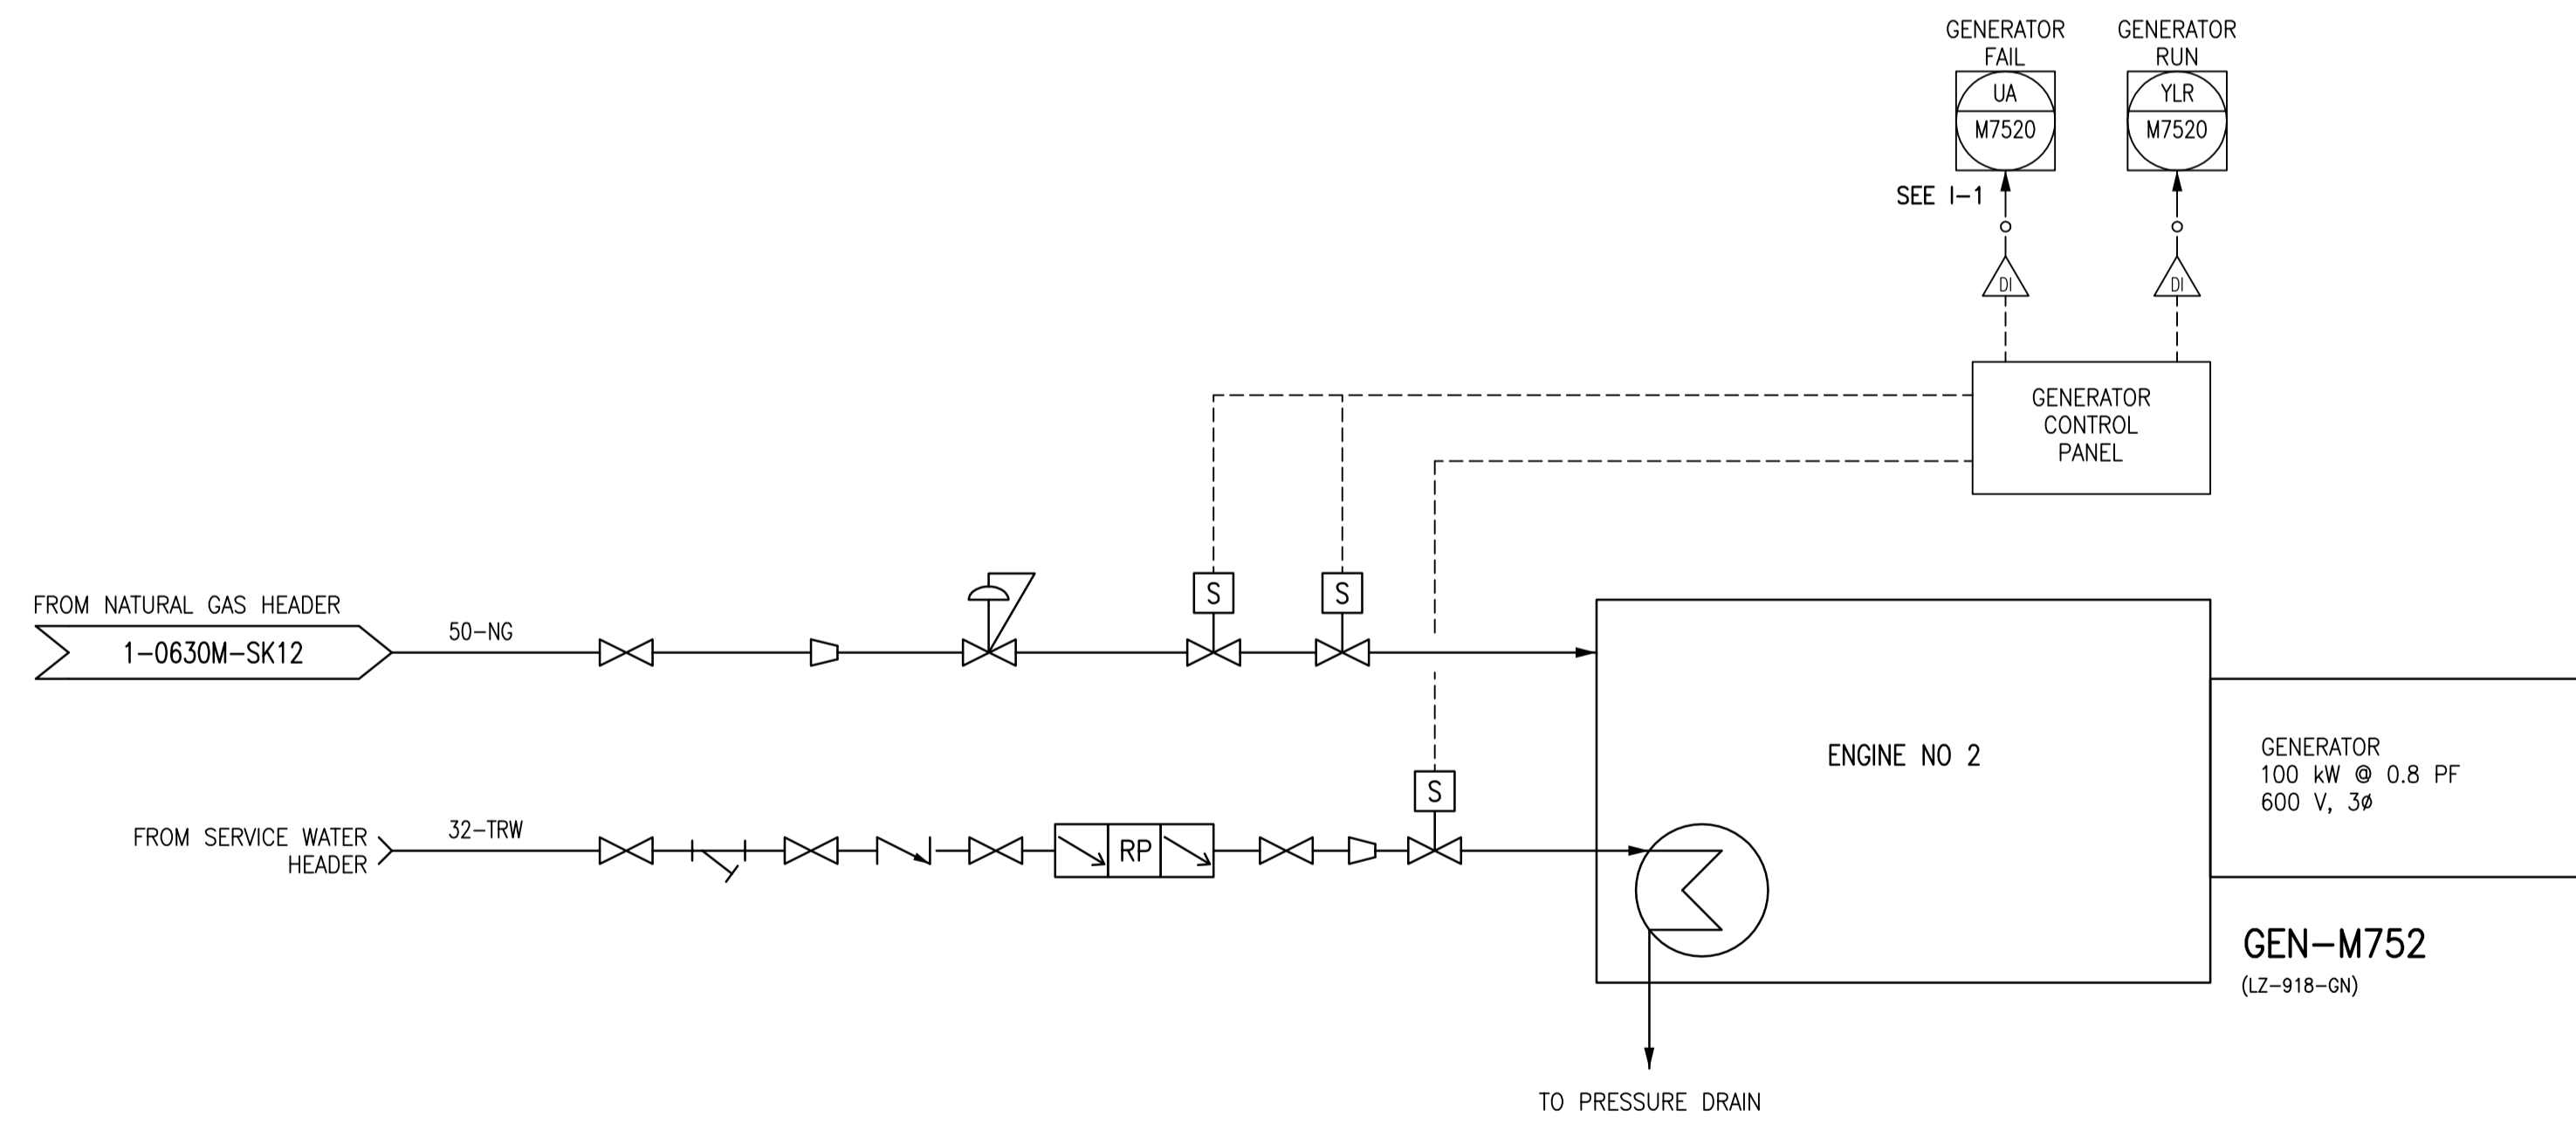 GENERATOR
FAIL
UA
M7520
GENERATOR
RUN
YLR
M7520
SEE I-1
DI
DI
GENERATOR
CONTROL
PANEL
FROM NATURAL GAS HEADER
1-0630M-SK12
50-NG
S
S
FROM SERVICE WATER
HEADER
32-TRW
RP
S
ENGINE NO 2
GENERATOR
100 kW @ 0.8 PF
600 V, 3ø
GEN-M752
(LZ-918-GN)
TO PRESSURE DRAIN